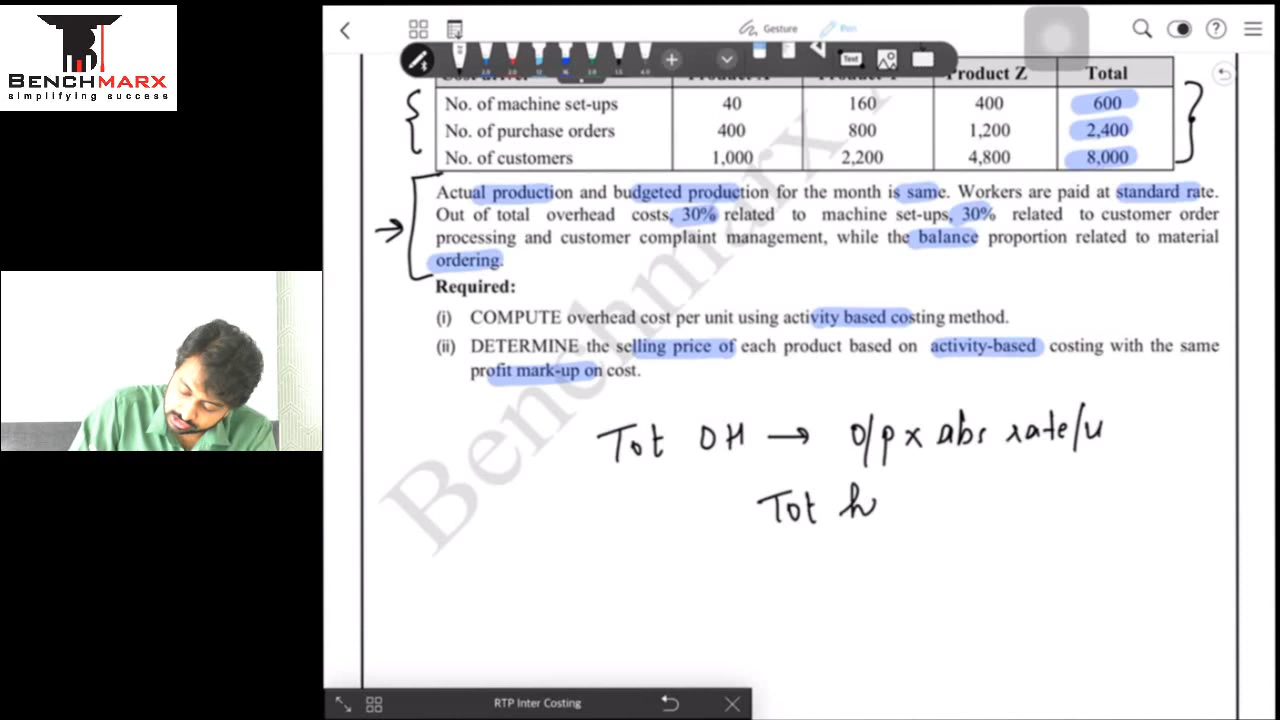 BENCHMARX
simplifying success
Gesture
Pen
Text
Product Z Total
No. of machine set-ups 40 160 400 600
No. of purchase orders 400 800 1,200 2,400
No. of customers 1,000 2,200 4,800 8,000
Actual production and budgeted production for the month is same. Workers are paid at standard rate.
Out of total overhead costs, 30% related to machine set-ups, 30% related to customer order
processing and customer complaint management, while the balance proportion related to material
ordering.
Required:
(i) COMPUTE overhead cost per unit using activity based costing method.
(ii) DETERMINE the selling price of each product based on activity-based costing with the same
profit mark-up on cost.
Tot OH → O/p x abs rate/u
Tot h
Benchmarx
RTP Inter Costing